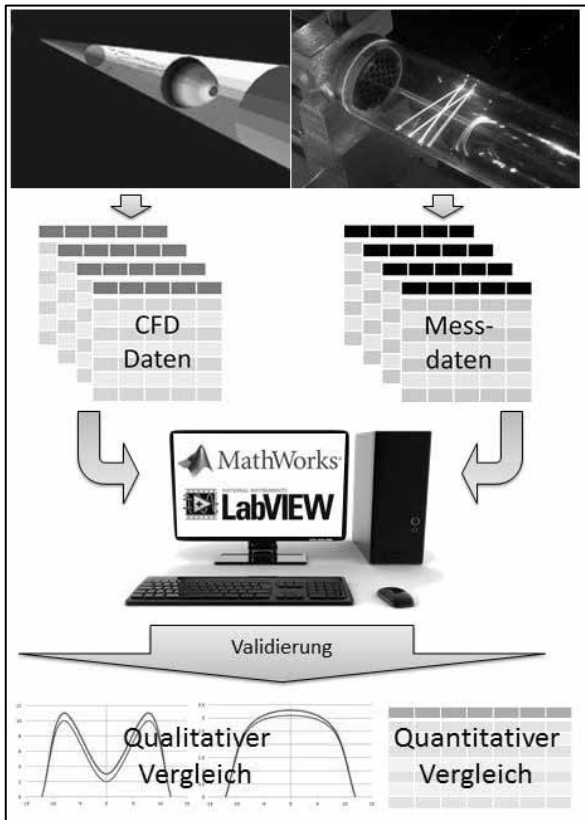 CFD
Daten
Mess-
daten
MathWorks®
NATIONAL INSTRUMENTS
LabVIEW
Validierung
Qualitativer
Vergleich
Quantitativer
Vergleich